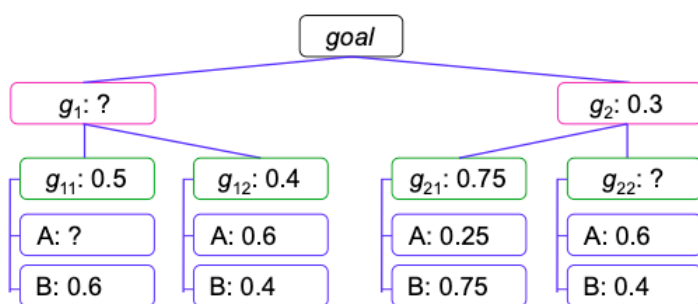 goal
g₁: ? g₂: 0.3
g₁₁: 0.5 g₁₂: 0.4 g₂₁: 0.75 g₂₂: ?
A: ? A: 0.6 A: 0.25 A: 0.6
B: 0.6 B: 0.4 B: 0.75 B: 0.4